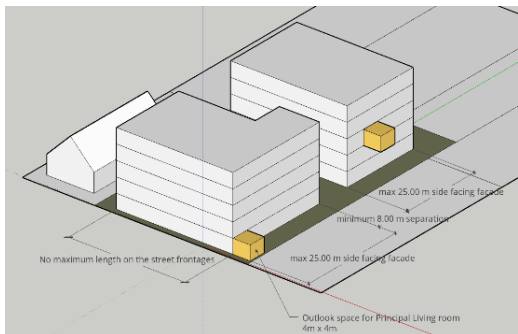 max 25.00 m side facing facade
minimum 8.00 m separation
No maximum length on the street frontages
max 25.00 m side facing facade
Outlook space for Principal Living room
4m x 4m